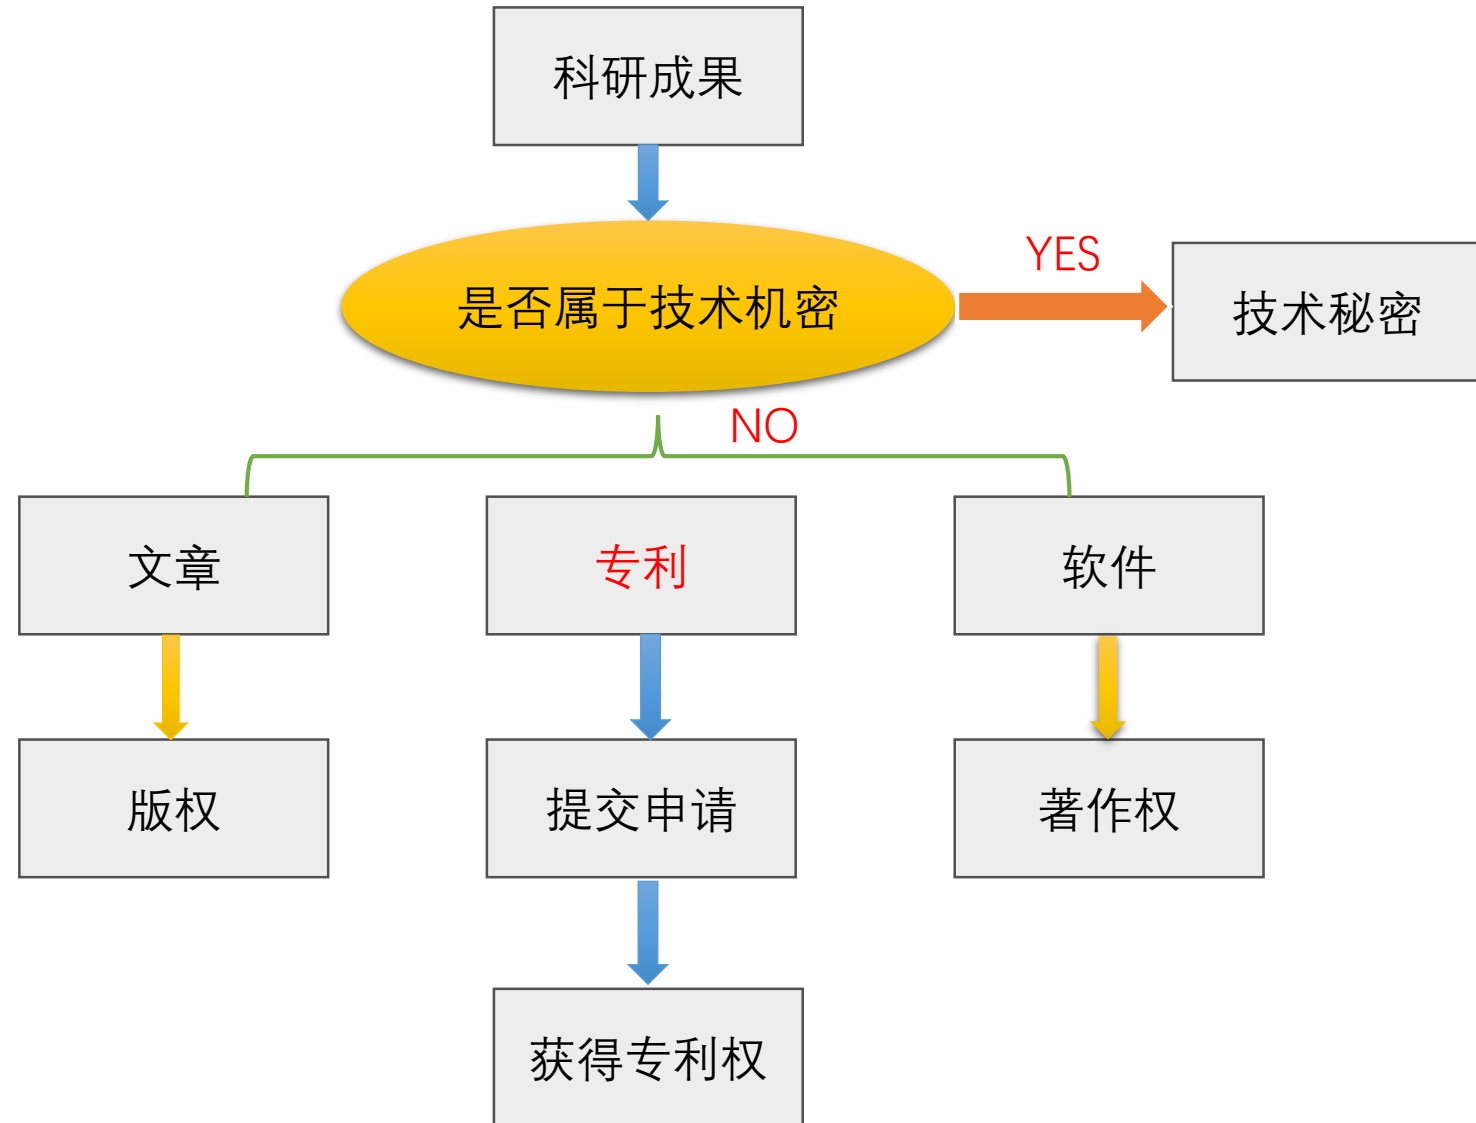 科研成果
YES
是否属于技术机密
技术秘密
NO
文章
专利
软件
版权
提交申请
著作权
获得专利权